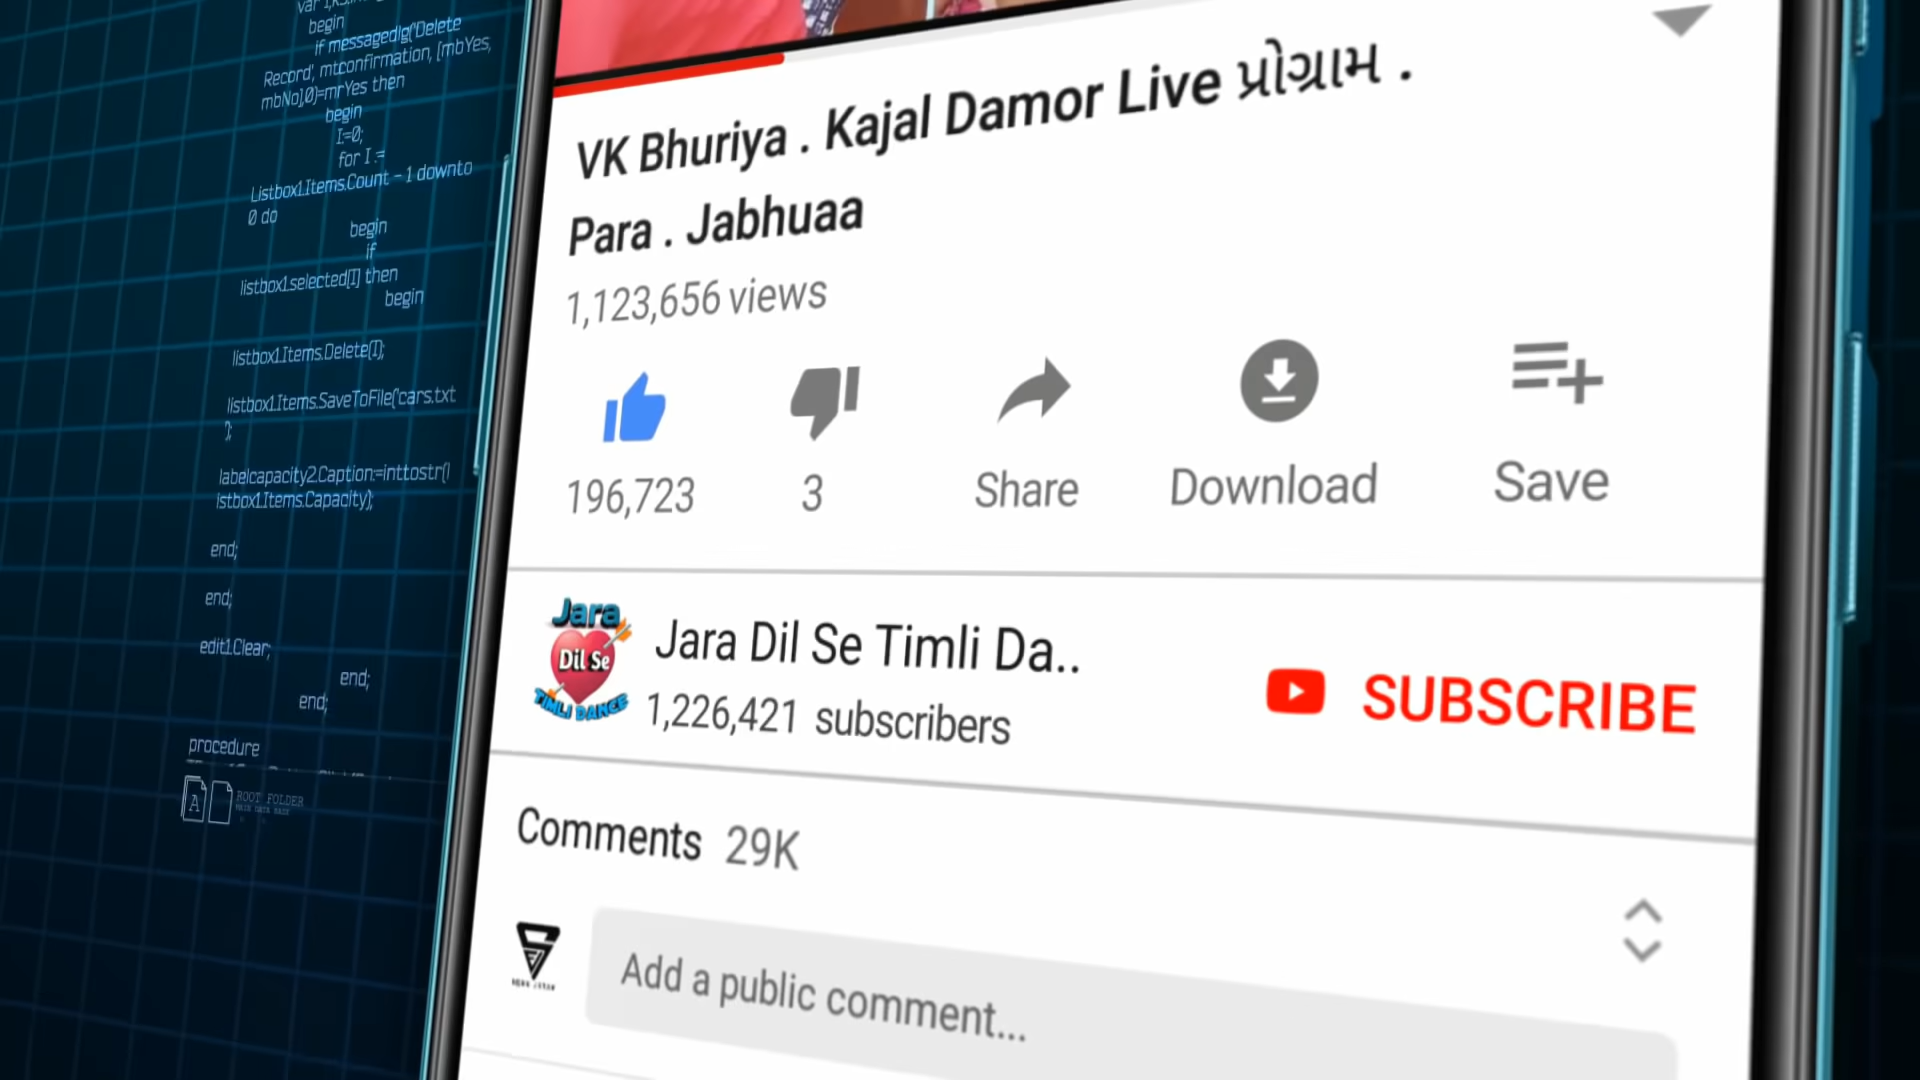 begin
if messagedlg('Delete
Record', mtconfirmation, [mbYes,
mbNo],0)=mrYes then
begin
I:=0;
for I :=
Listbox1.Items.Count - 1 downto
0 do
begin
if
listbox1.selected[I] then
begin
listbox1.Items.Delete(I);
listbox1.Items.SaveToFile('cars.txt
');
labelcapacity2.Caption:=inttostr(l
istbox1.Items.Capacity);
end;
end;
edit1.Clear;
end;
end;
procedure
A
ROOT FOLDER
VK Bhuriya . Kajal Damor Live પ્રોગ્રામ .
Para . Jabhuaa
1,123,656 views
196,723
3
Share
Download
Save
Jara
Dil Se
TIMLI DANCE
Jara Dil Se Timli Da..
1,226,421 subscribers
SUBSCRIBE
Comments 29K
Add a public comment...